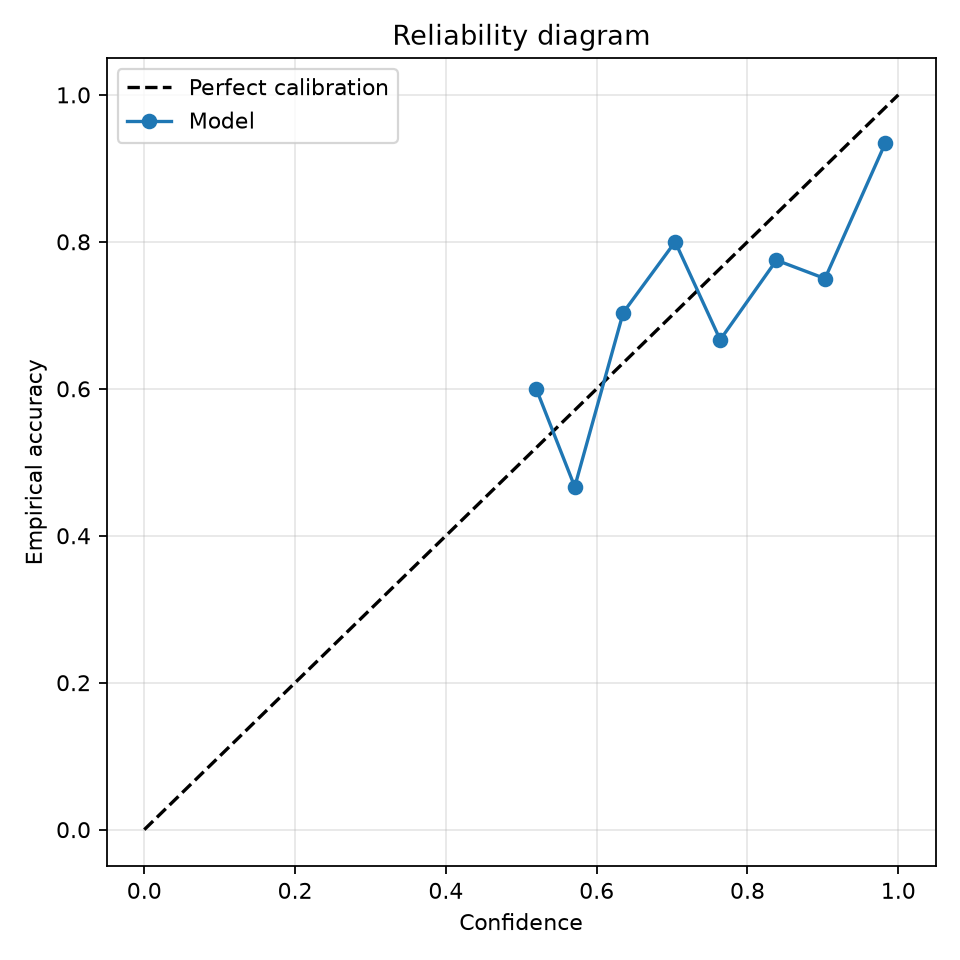 Reliability diagram
Perfect calibration
Model
1.0
0.8
0.6
0.4
0.2
0.0
Empirical accuracy
0.0 0.2 0.4 0.6 0.8 1.0
Confidence